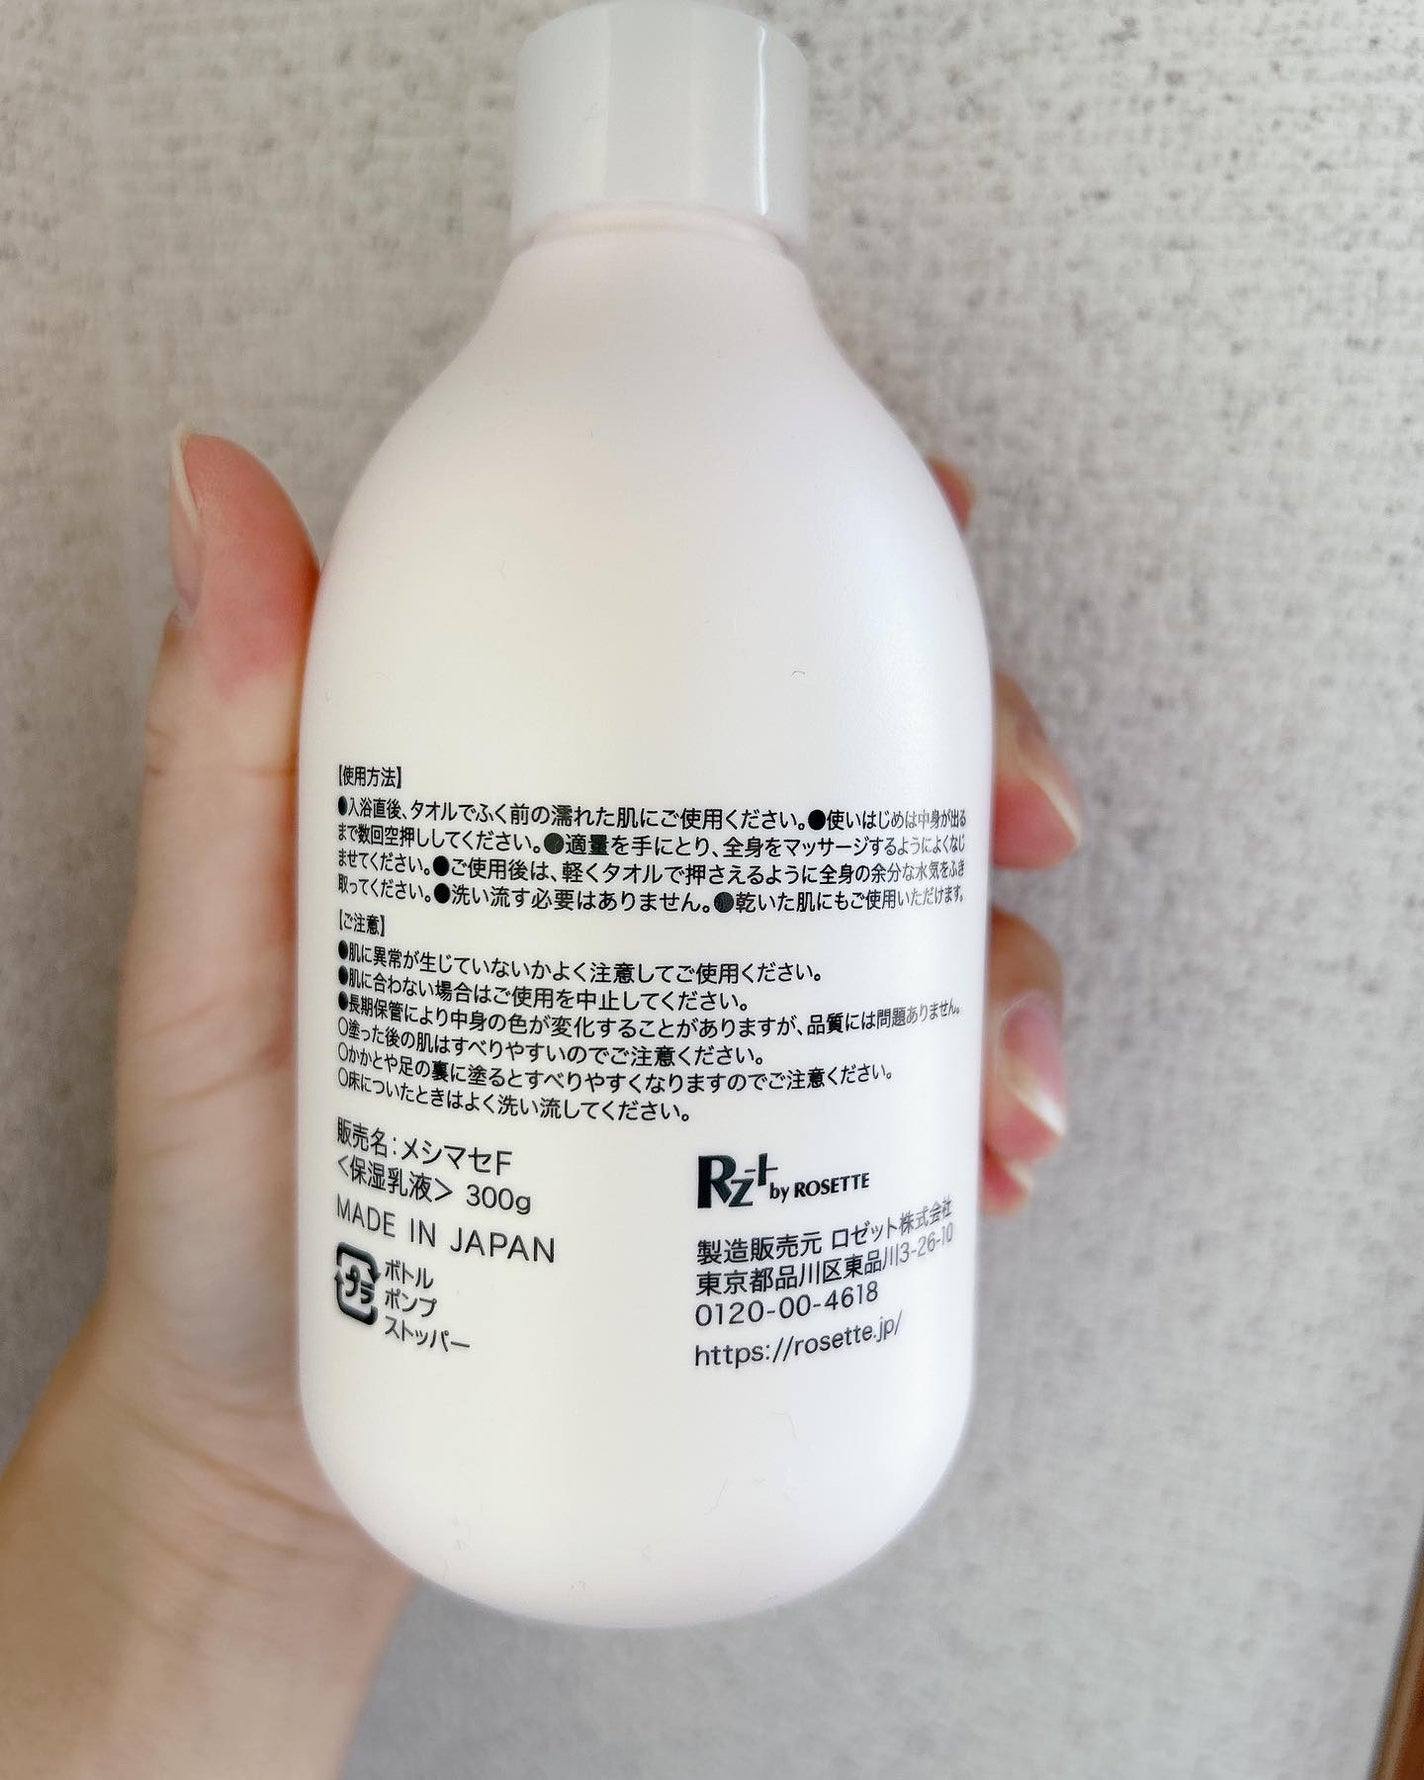 【使用方法】
●入浴直後、タオルでふく前の濡れた肌にご使用ください。●使いはじめは中身が出る
まで数回空押ししてください。●適量を手にとり、全身をマッサージするようによくなじ
ませてください。●ご使用後は、軽くタオルで押さえるように全身の余分な水気をふき
取ってください。●洗い流す必要はありません。●乾いた肌にもご使用いただけます。
【ご注意】
●肌に異常が生じていないかよく注意してご使用ください。
●肌に合わない場合はご使用を中止してください。
●長期保管により中身の色が変化することがありますが、品質には問題ありません。
○塗った後の肌はすべりやすいのでご注意ください。
○かかとや足の裏に塗るとすべりやすくなりますのでご注意ください。
○床についたときはよく洗い流してください。
販売名：メシマセF
＜保湿乳液＞ 300g
MADE IN JAPAN
プラ
ボトル
ポンプ
ストッパー
Rz+ by ROSETTE
製造販売元 ロゼット株式会社
東京都品川区東品川3-26-10
0120-00-4618
https://rosette.jp/